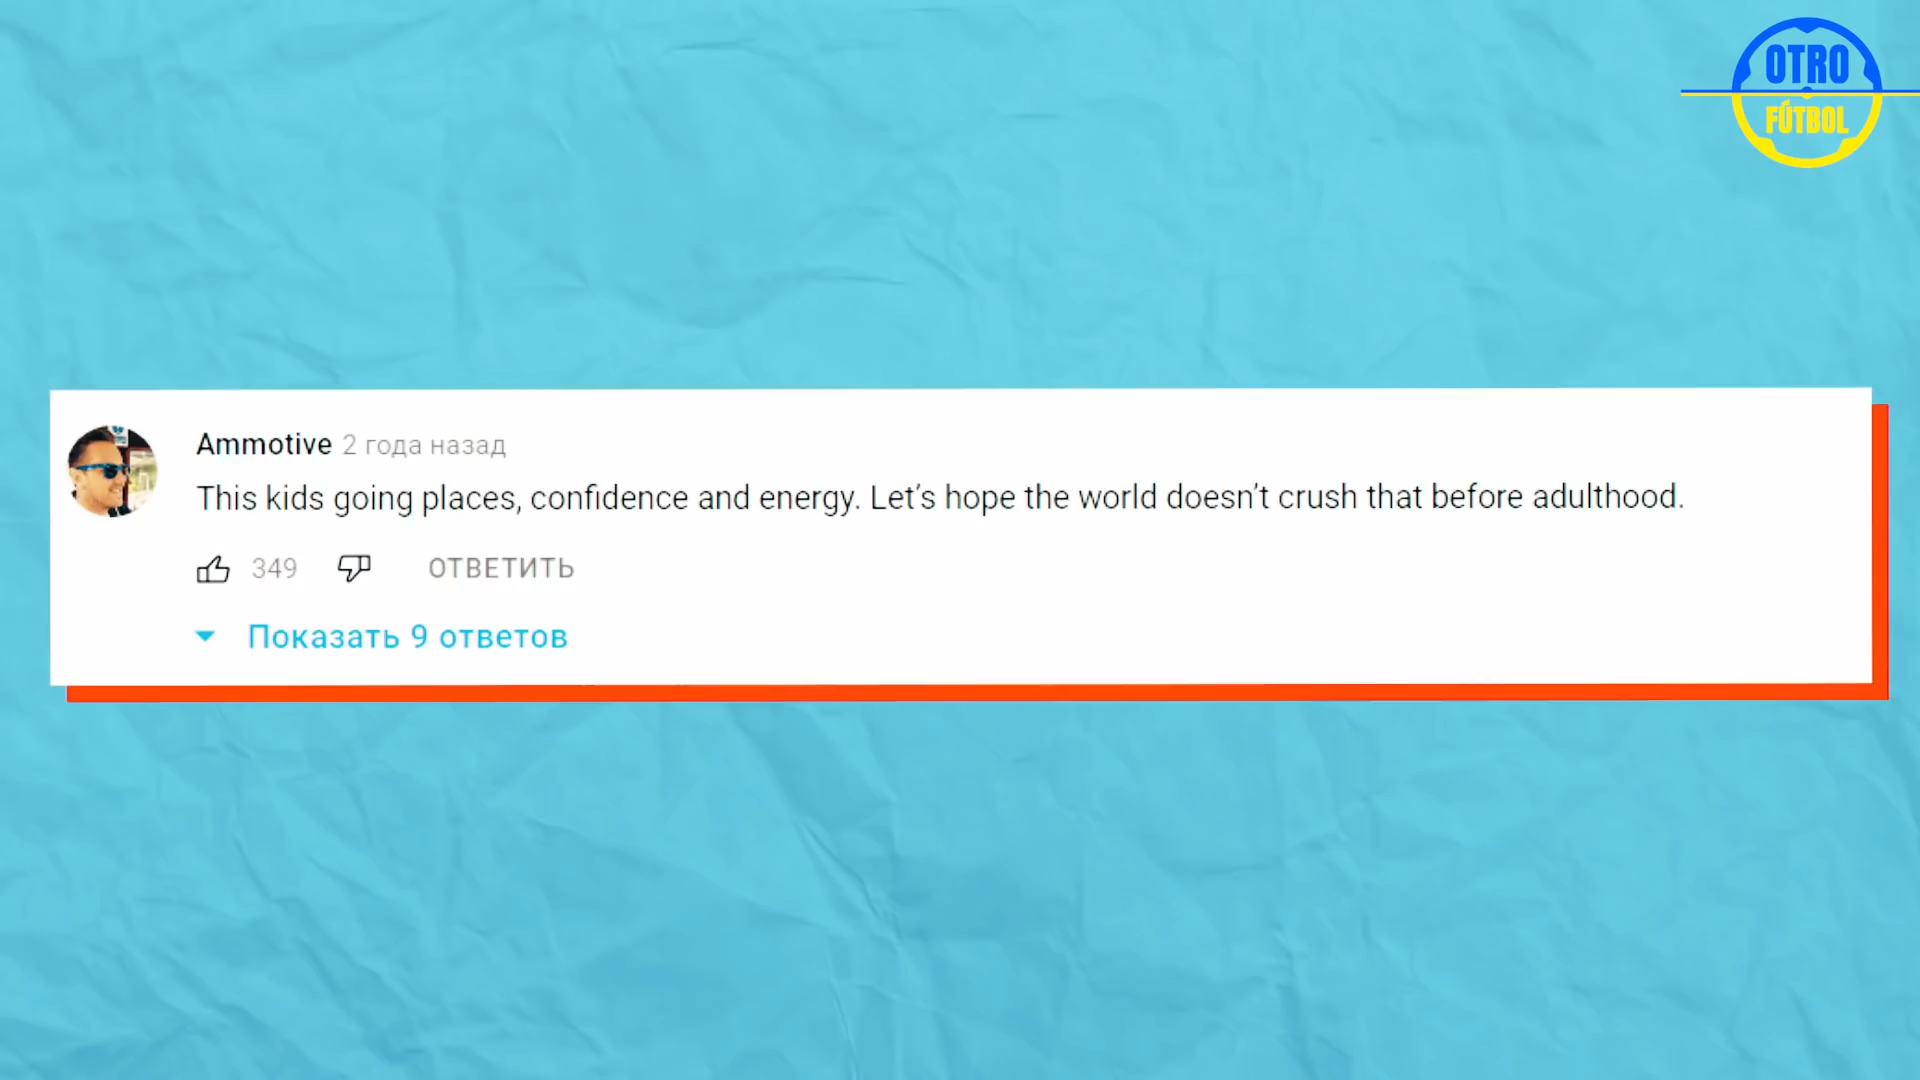 OTRO
FÚTBOL
Ammotive 2 года назад
This kids going places, confidence and energy. Let’s hope the world doesn’t crush that before adulthood.
349 ОТВЕТИТЬ
Показать 9 ответов